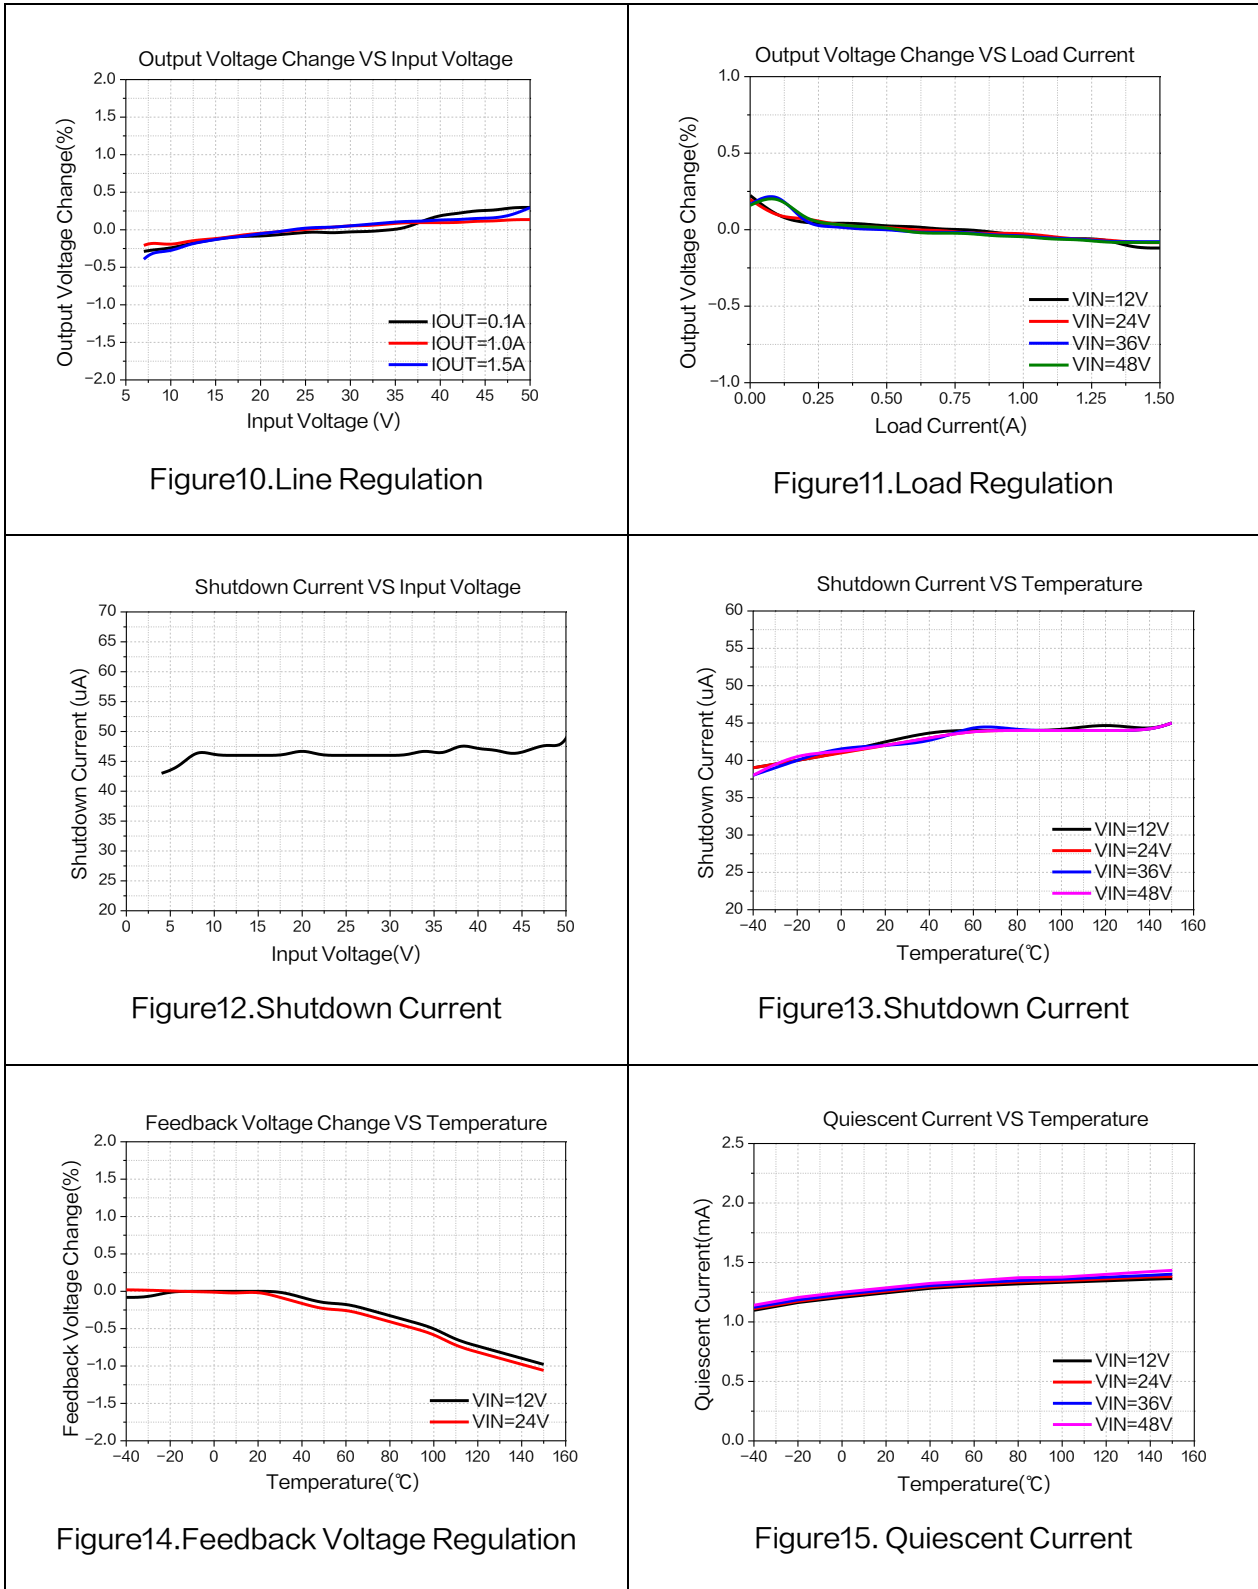 Output Voltage Change VS Input Voltage
Output Voltage Change(%)
2.0
1.5
1.0
0.5
0.0
−0.5
−1.0
−1.5
−2.0
IOUT=0.1A
IOUT=1.0A
IOUT=1.5A
5 10 15 20 25 30 35 40 45 50
Input Voltage (V)
Figure10.Line Regulation
Output Voltage Change VS Load Current
Output Voltage Change(%)
1.0
0.5
0.0
−0.5
−1.0
VIN=12V
VIN=24V
VIN=36V
VIN=48V
0.00 0.25 0.50 0.75 1.00 1.25 1.50
Load Current(A)
Figure11.Load Regulation
Shutdown Current VS Input Voltage
Shutdown Current (uA)
70
65
60
55
50
45
40
35
30
25
20
0 5 10 15 20 25 30 35 40 45 50
Input Voltage(V)
Figure12.Shutdown Current
Shutdown Current VS Temperature
Shutdown Current (uA)
60
55
50
45
40
35
30
25
20
VIN=12V
VIN=24V
VIN=36V
VIN=48V
−40 −20 0 20 40 60 80 100 120 140 160
Temperature(℃)
Figure13.Shutdown Current
Feedback Voltage Change VS Temperature
Feedback Voltage Change(%)
2.0
1.5
1.0
0.5
0.0
−0.5
−1.0
−1.5
−2.0
VIN=12V
VIN=24V
−40 −20 0 20 40 60 80 100 120 140 160
Temperature(℃)
Figure14.Feedback Voltage Regulation
Quiescent Current VS Temperature
Quiescent Current(mA)
2.5
2.0
1.5
1.0
0.5
0.0
VIN=12V
VIN=24V
VIN=36V
VIN=48V
−40 −20 0 20 40 60 80 100 120 140 160
Temperature(℃)
Figure15. Quiescent Current